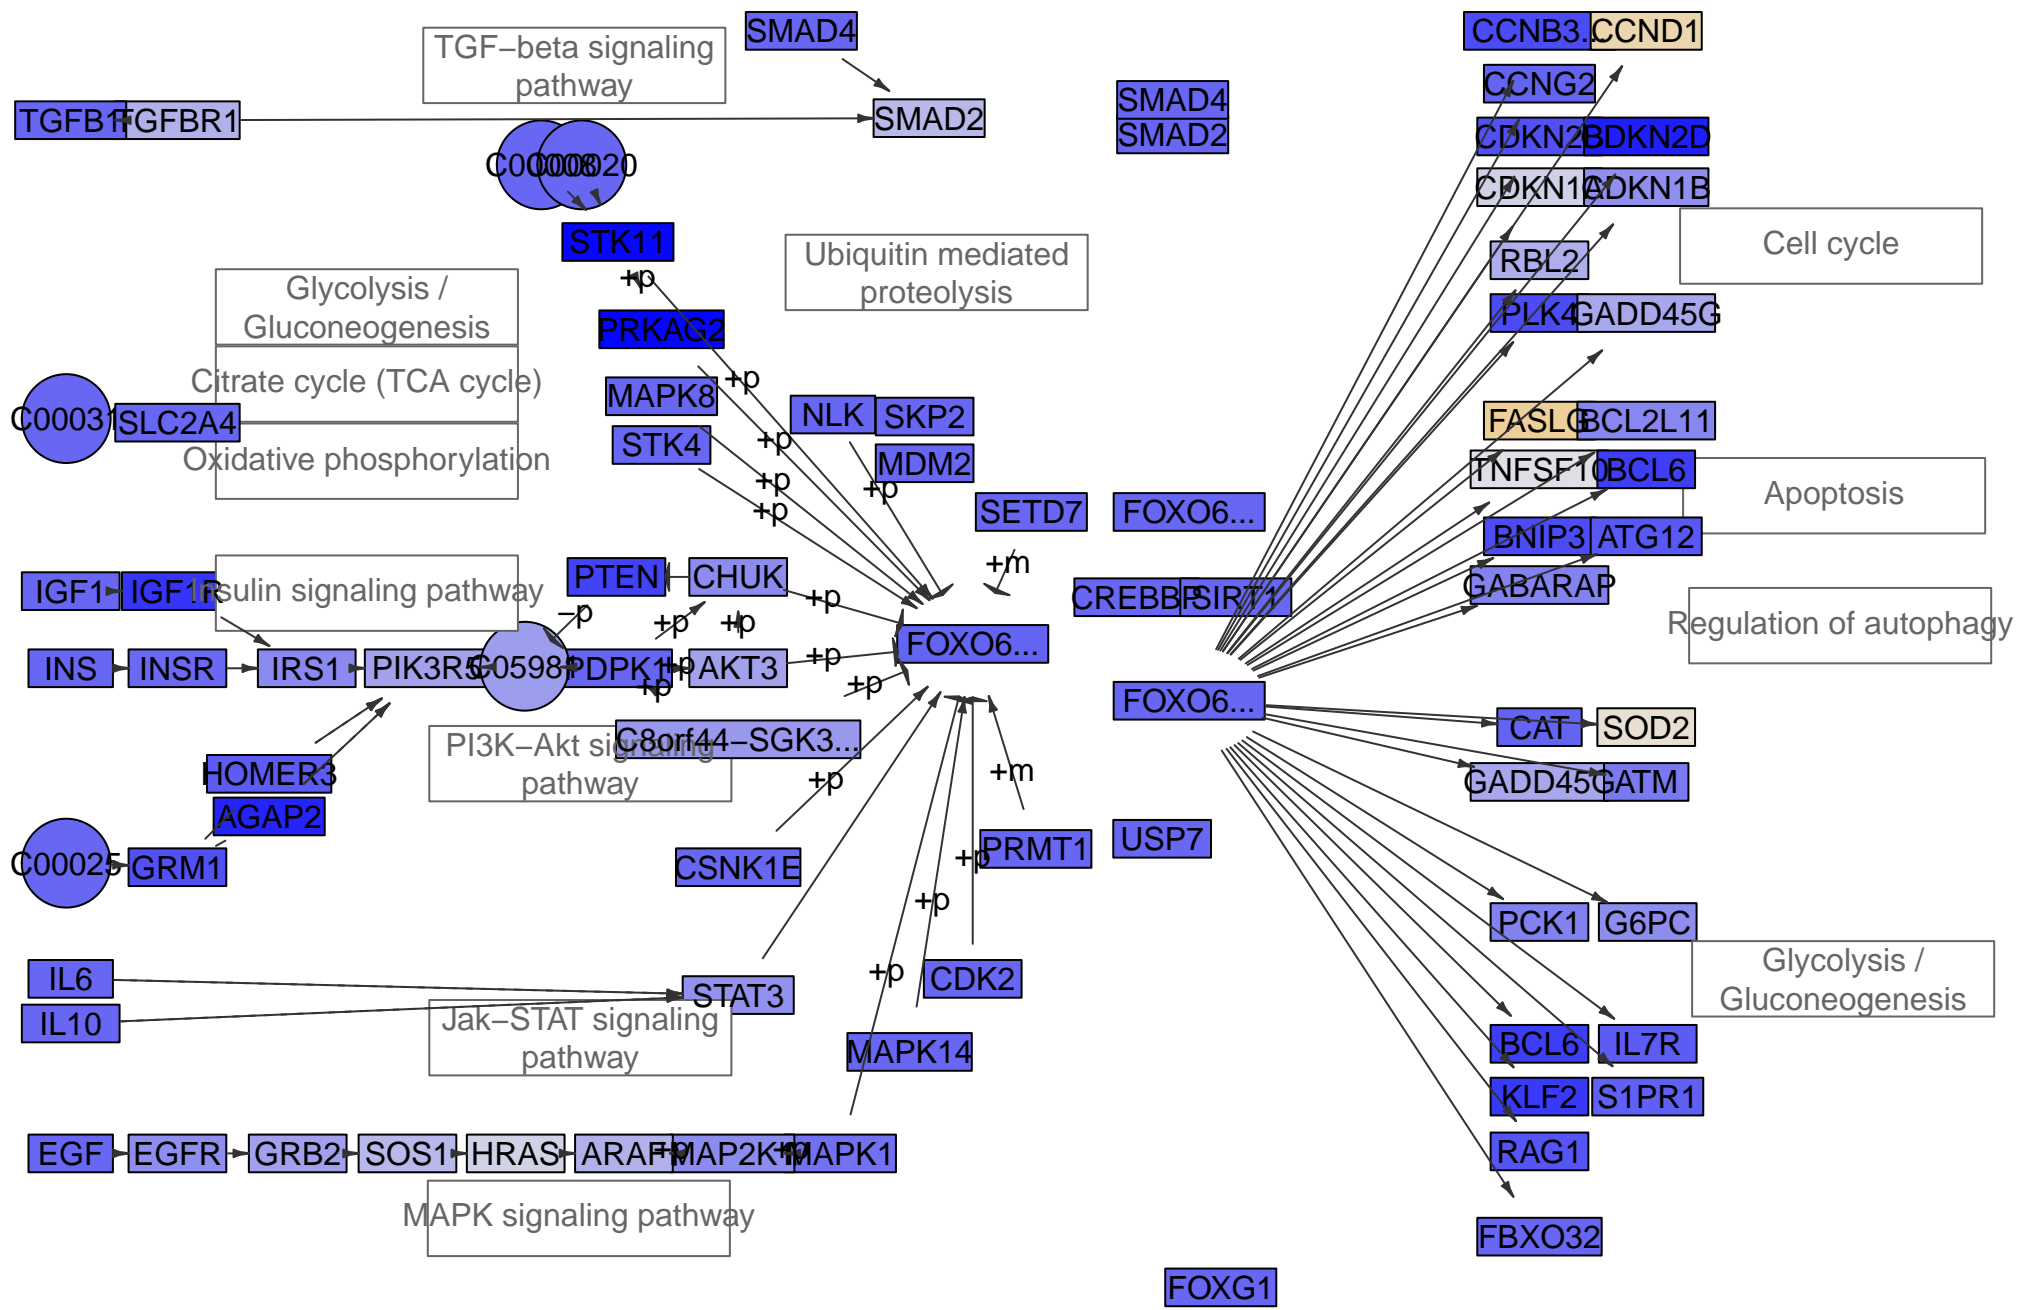 SMAD4
TGF−beta signaling
pathway
TGFB1
TGFBR1
SMAD2
SMAD4
SMAD2
C00020
STK11
+p
PRKAG2
Ubiquitin mediated
proteolysis
Glycolysis /
Gluconeogenesis
Citrate cycle (TCA cycle)
Oxidative phosphorylation
C00031
SLC2A4
MAPK8
STK4
+p
+p
+p
+p
NLK
SKP2
MDM2
+p
SETD7
+m
FOXO6...
CREBBP
SIRT1
IGF1
IGF1R
Insulin signaling pathway
PTEN
CHUK
−p
+p
+p
+p
INS
INSR
IRS1
PIK3R5
C05981
PDPK1
+p
+p
AKT3
+p
+p
FOXO6...
FOXO6...
PI3K−Akt signaling
pathway
C8orf44−SGK3...
HOMER3
AGAP2
C00025
GRM1
+p
CSNK1E
+m
PRMT1
USP7
+p
+p
+p
CDK2
IL6
IL10
STAT3
Jak−STAT signaling
pathway
MAPK14
EGF
EGFR
GRB2
SOS1
HRAS
ARAF
+p
MAP2K1
+p
MAPK1
MAPK signaling pathway
CCNB3...
CCND1
CCNG2
CDKN2B
CDKN2D
CDKN1A
CDKN1B
Cell cycle
RBL2
PLK4
GADD45G
FASLG
BCL2L11
TNFSF10
BCL6
Apoptosis
BNIP3
ATG12
GABARAP
Regulation of autophagy
CAT
SOD2
GADD45G
ATM
PCK1
G6PC
Glycolysis /
Gluconeogenesis
BCL6
IL7R
KLF2
S1PR1
RAG1
FBXO32
FOXG1